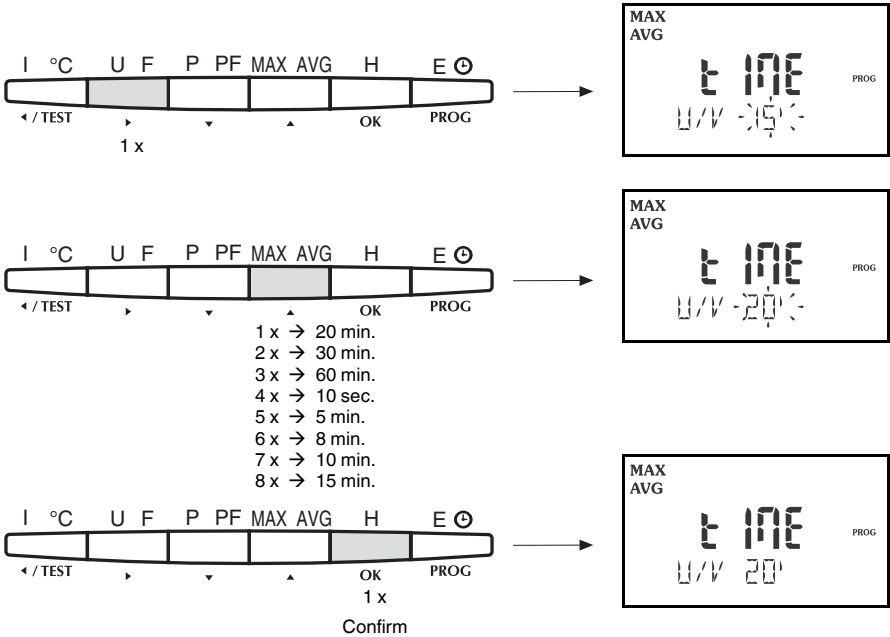 MAX
AVG
I °C U F P PF MAX AVG H E
t IME
PROG
/ TEST OK PROG
U/V 15'
1 x
MAX
AVG
I °C U F P PF MAX AVG H E
t IME
PROG
/ TEST OK PROG
U/V 20'
1 x → 20 min.
2 x → 30 min.
3 x → 60 min.
4 x → 10 sec.
5 x → 5 min.
6 x → 8 min.
7 x → 10 min.
8 x → 15 min.
MAX
AVG
I °C U F P PF MAX AVG H E
t IME
PROG
/ TEST OK PROG
U/V 20'
1 x
Confirm